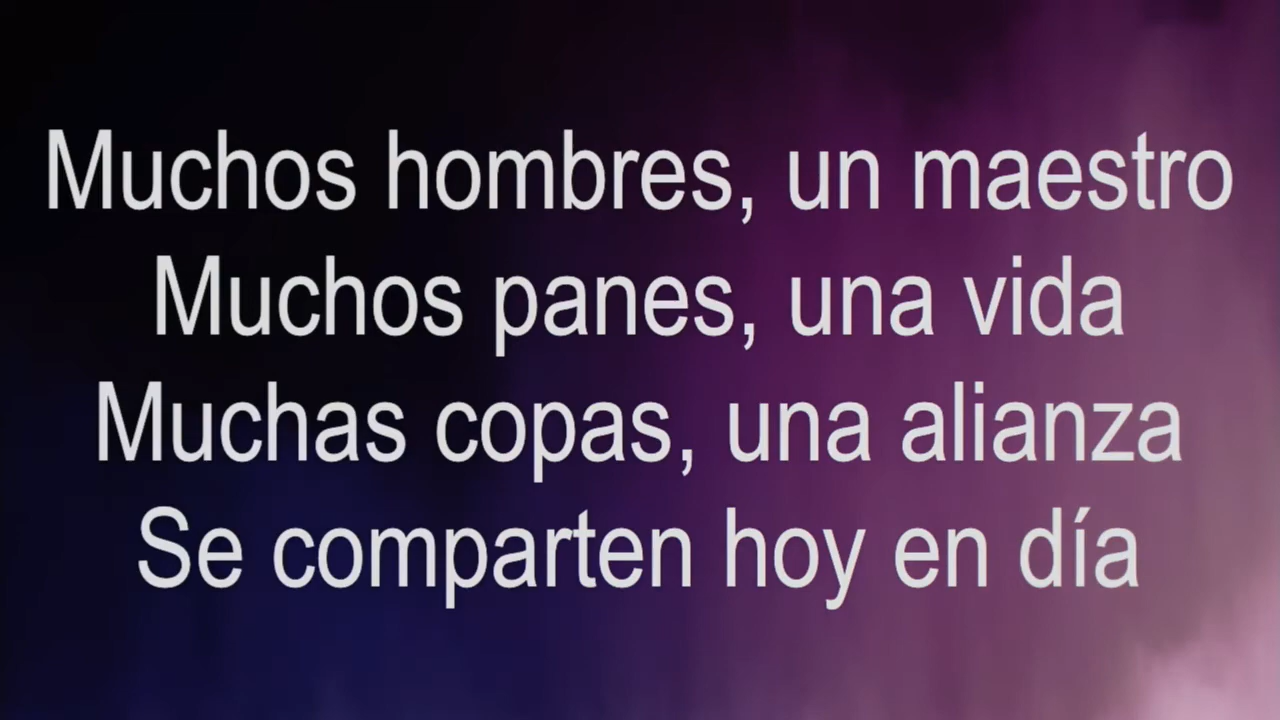 Muchos hombres, un maestro
Muchos panes, una vida
Muchas copas, una alianza
Se comparten hoy en día